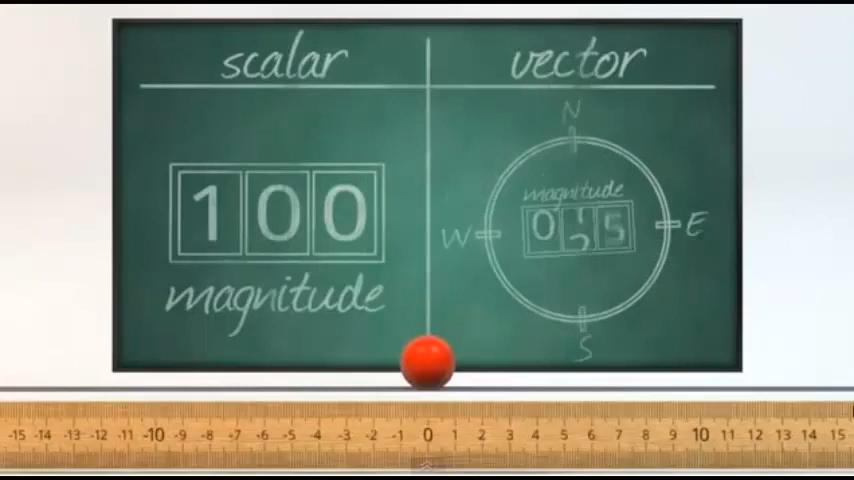 scalar
vector
100
magnitude
N
magnitude
W
E
S
-15 -14 -13 -12 -11 -10 -9 -8 -7 -6 -5 -4 -3 -2 -1 0 1 2 3 4 5 6 7 8 9 10 11 12 13 14 15